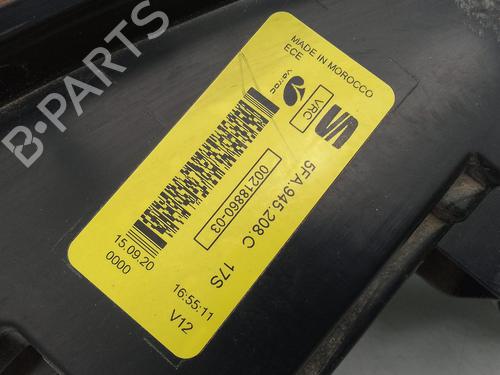 MADE IN MOROCCO
ECE
varroc
VRC
5FA.945.208.C
17S
00218860-03
15.09.20
0000
16:55:11
V12
B-PARTS